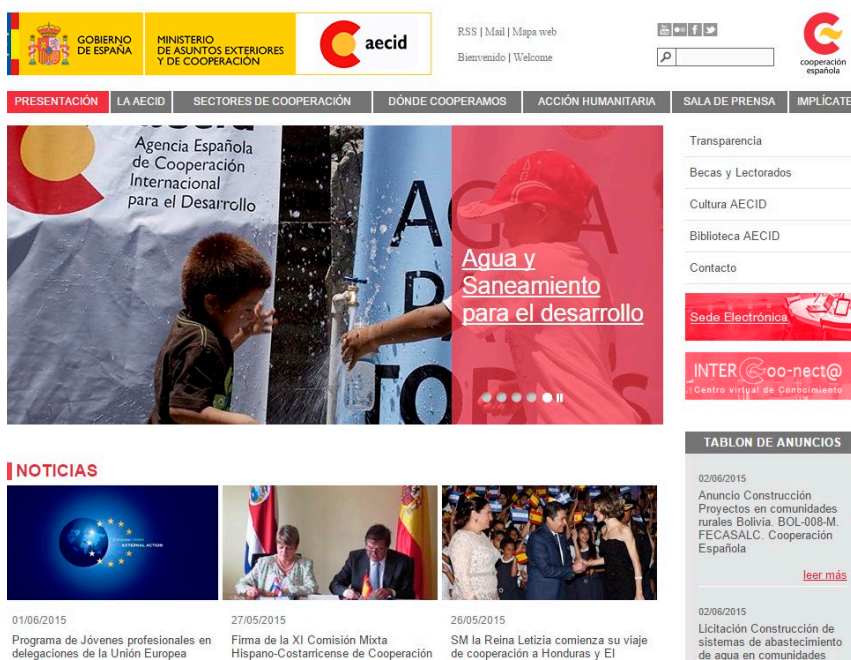 GOBIERNO
DE ESPAÑA
MINISTERIO
DE ASUNTOS EXTERIORES
Y DE COOPERACIÓN
aecid
RSS | Mail | Mapa web
Bienvenido | Welcome
cooperación
española
PRESENTACIÓN LA AECID SECTORES DE COOPERACIÓN DÓNDE COOPERAMOS ACCIÓN HUMANITARIA SALA DE PRENSA IMPLÍCATE
Agencia Española
de Cooperación
Internacional
para el Desarrollo
AGUA
PARA
TODOS
Agua y
Saneamiento
para el desarrollo
Transparencia
Becas y Lectorados
Cultura AECID
Biblioteca AECID
Contacto
Sede Electrónica
INTERCoo-nect@
Centro virtual de Conocimiento
TABLON DE ANUNCIOS
02/06/2015
Anuncio Construcción
Proyectos en comunidades
rurales Bolivia. BOL-008-M.
FECASALC. Cooperación
Española
leer más
02/06/2015
Licitación Construcción de
sistemas de abastecimiento
de agua en comunidades
NOTICIAS
European Union
EXTERNAL ACTION
01/06/2015
Programa de Jóvenes profesionales en
delegaciones de la Unión Europea
27/05/2015
Firma de la XI Comisión Mixta
Hispano-Costarricense de Cooperación
26/05/2015
SM la Reina Letizia comienza su viaje
de cooperación a Honduras y El